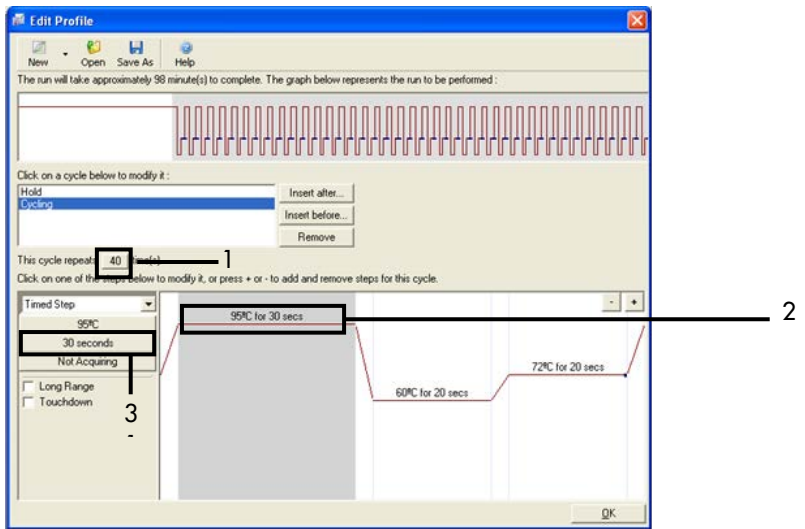 Edit Profile
New Open Save As Help
The run will take approximately 98 minute(s) to complete. The graph below represents the run to be performed :
Click on a cycle below to modify it :
Hold
Cycling
Insert after...
Insert before...
Remove
This cycle repeats 40 time(s).
1
Click on one of the steps below to modify it, or press + or - to add and remove steps for this cycle.
Timed Step
- +
95ºC
30 seconds
Not Acquiring
Long Range
Touchdown
95ºC for 30 secs
2
60ºC for 20 secs
72ºC for 20 secs
3
-
OK